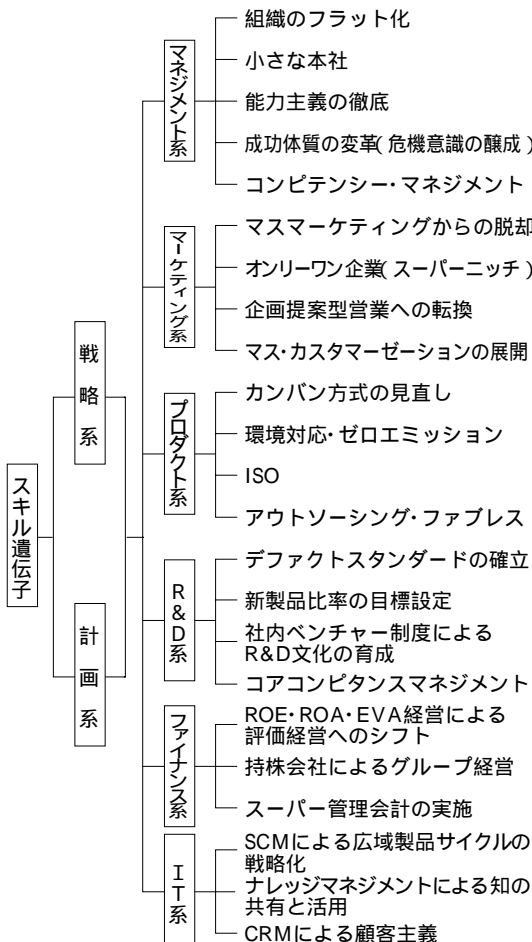 スキル遺伝子
戦略系
計画系
マネジメント系
組織のフラット化
小さな本社
能力主義の徹底
成功体質の変革(危機意識の醸成)
コンピテンシー・マネジメント
マーケティング系
マスマーケティングからの脱却
オンリーワン企業(スーパーニッチ)
企画提案型営業への転換
マス・カスタマーゼーションの展開
プロダクト系
カンバン方式の見直し
環境対応・ゼロエミッション
ISO
アウトソーシング・ファブレス
R&D系
デファクトスタンダードの確立
新製品比率の目標設定
社内ベンチャー制度による
R&D文化の育成
コアコンピタンスマネジメント
ファイナンス系
ROE・ROA・EVA経営による
評価経営へのシフト
持株会社によるグループ経営
スーパー管理会計の実施
IT系
SCMによる広域製品サイクルの
戦略化
ナレッジマネジメントによる知の
共有と活用
CRMによる顧客主義